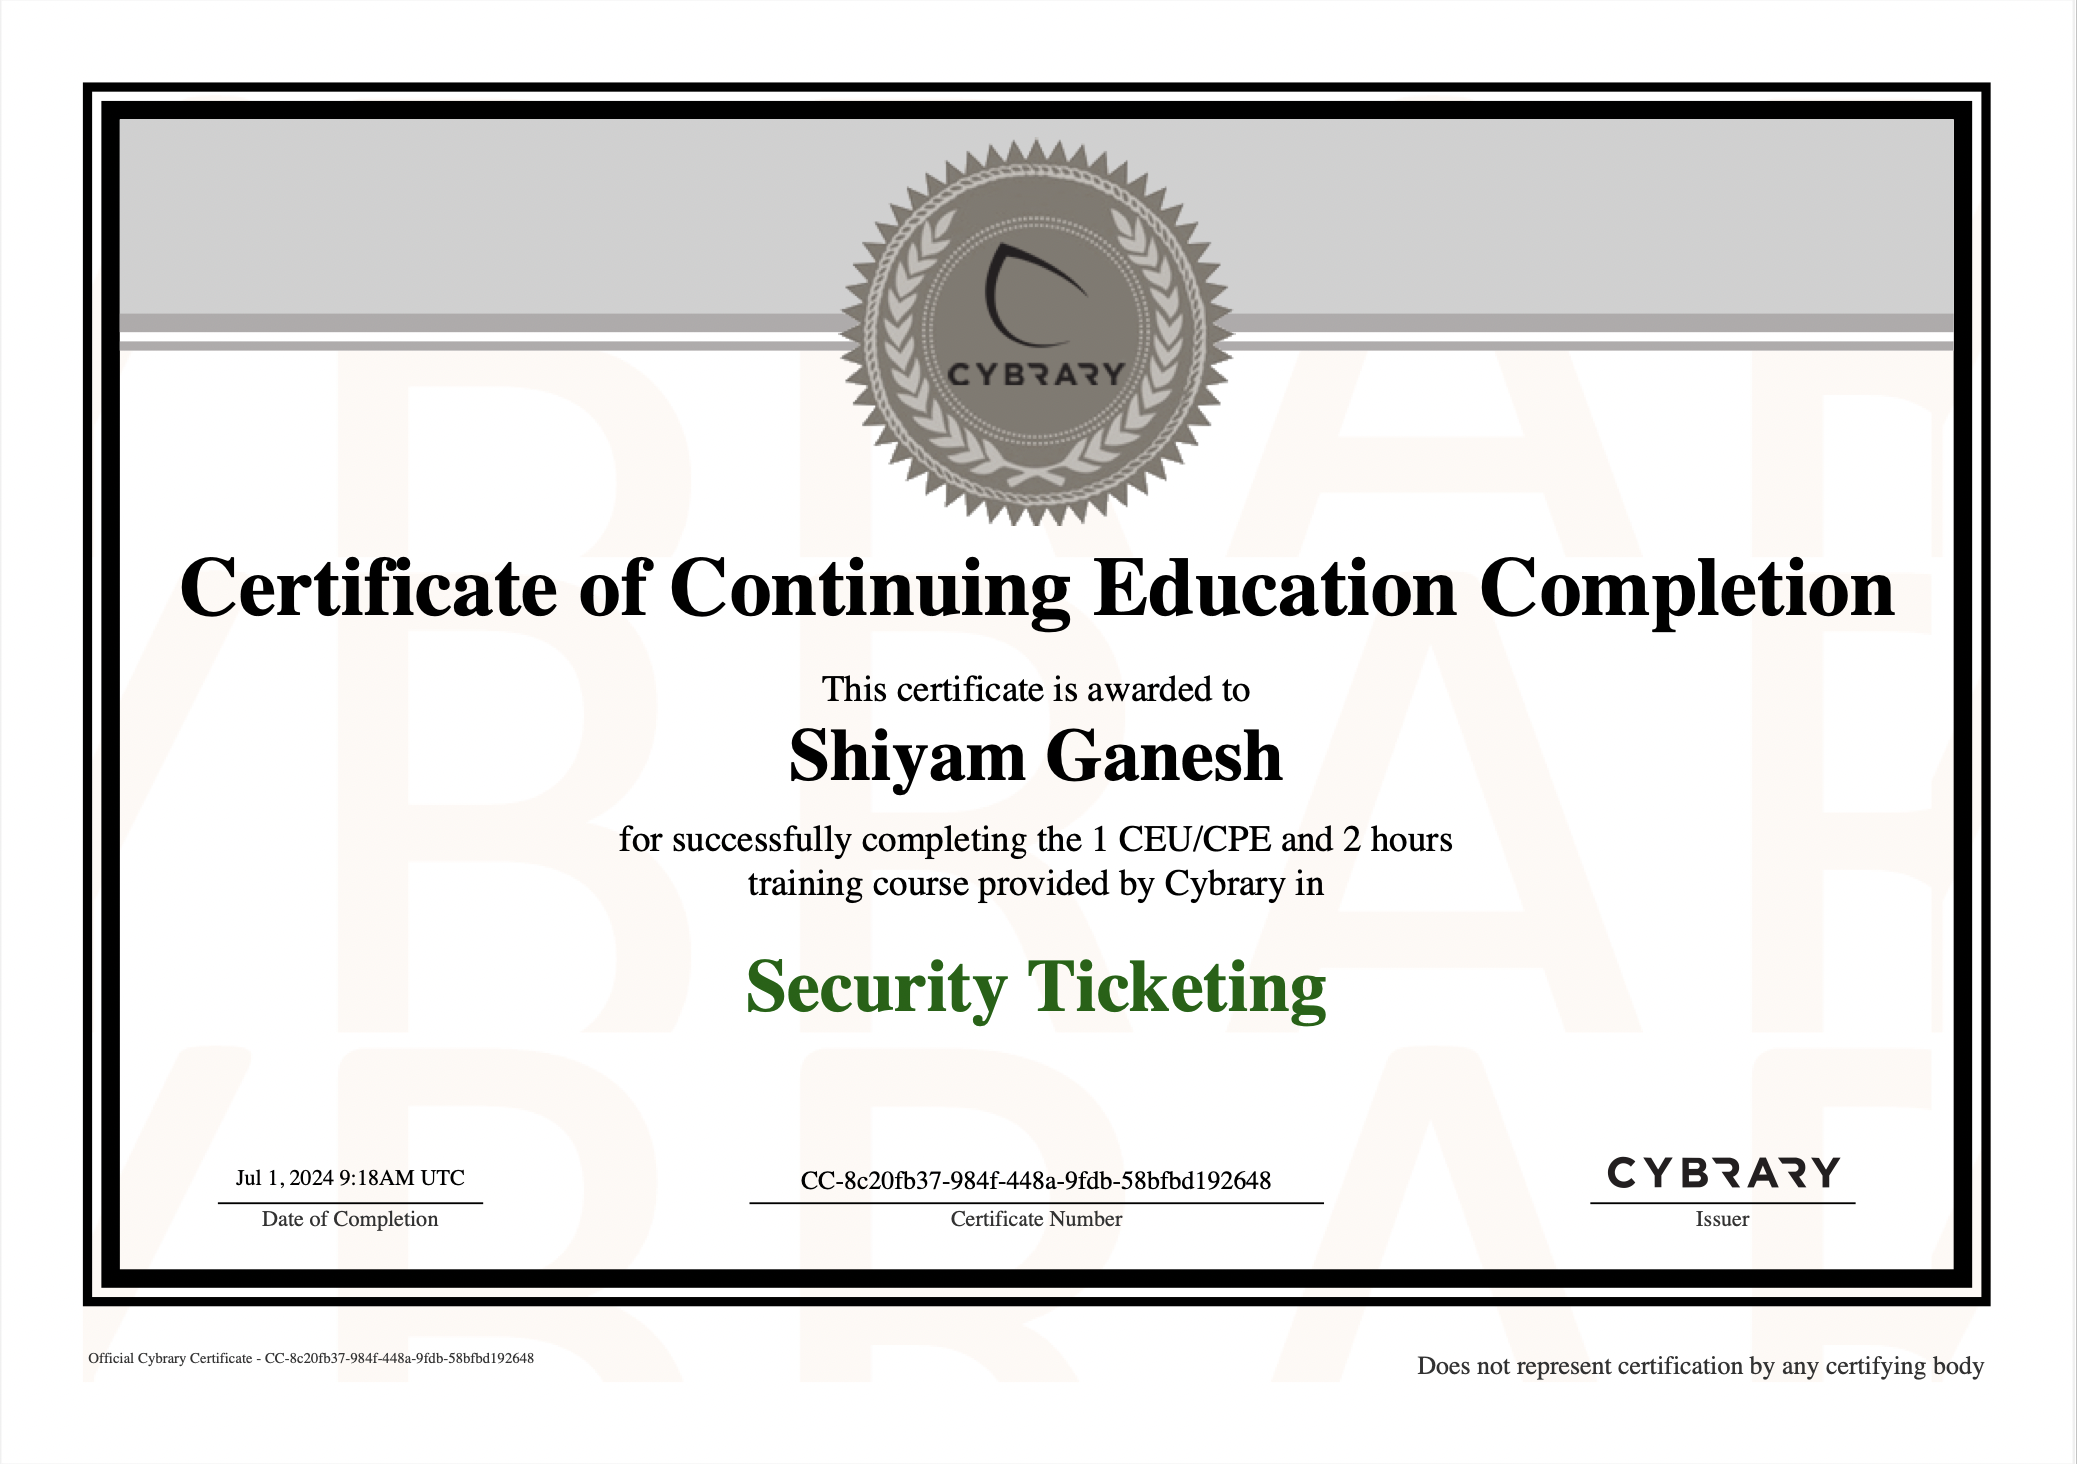 CYBRARY
Certificate of Continuing Education Completion
This certificate is awarded to
Shiyam Ganesh
for successfully completing the 1 CEU/CPE and 2 hours
training course provided by Cybrary in
Security Ticketing
Jul 1, 2024 9:18AM UTC
Date of Completion
CC-8c20fb37-984f-448a-9fdb-58bfbd192648
Certificate Number
CYBRARY
Issuer
Official Cybrary Certificate - CC-8c20fb37-984f-448a-9fdb-58bfbd192648
Does not represent certification by any certifying body